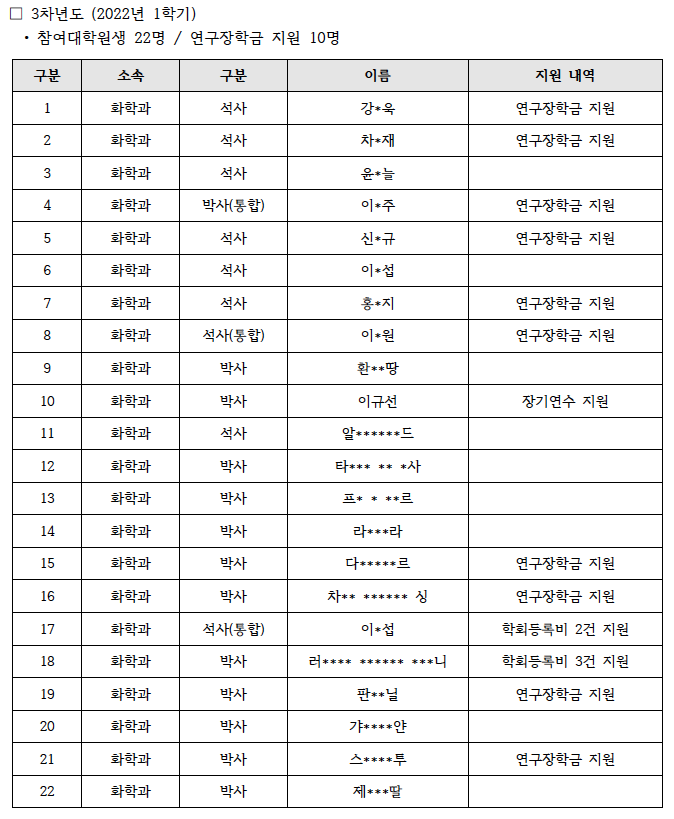 □ 3차년도 (2022년 1학기)
• 참여대학원생 22명 / 연구장학금 지원 10명
구분 소속 구분 이름 지원 내역
1 화학과 석사 강*욱 연구장학금 지원
2 화학과 석사 차*재 연구장학금 지원
3 화학과 석사 윤*늘
4 화학과 박사(통합) 이*주 연구장학금 지원
5 화학과 석사 신*규 연구장학금 지원
6 화학과 석사 이*섭
7 화학과 석사 홍*지 연구장학금 지원
8 화학과 석사(통합) 이*원 연구장학금 지원
9 화학과 박사 환**땅
10 화학과 박사 이규선 장기연수 지원
11 화학과 석사 알******드
12 화학과 박사 타*** ** *사
13 화학과 박사 프* * **르
14 화학과 박사 라***라
15 화학과 박사 다*****르 연구장학금 지원
16 화학과 박사 차** ****** 싱 연구장학금 지원
17 화학과 석사(통합) 이*섭 학회등록비 2건 지원
18 화학과 박사 러**** ****** ***니 학회등록비 3건 지원
19 화학과 박사 판**닐 연구장학금 지원
20 화학과 박사 갸****얀
21 화학과 박사 스****투 연구장학금 지원
22 화학과 박사 제***딸